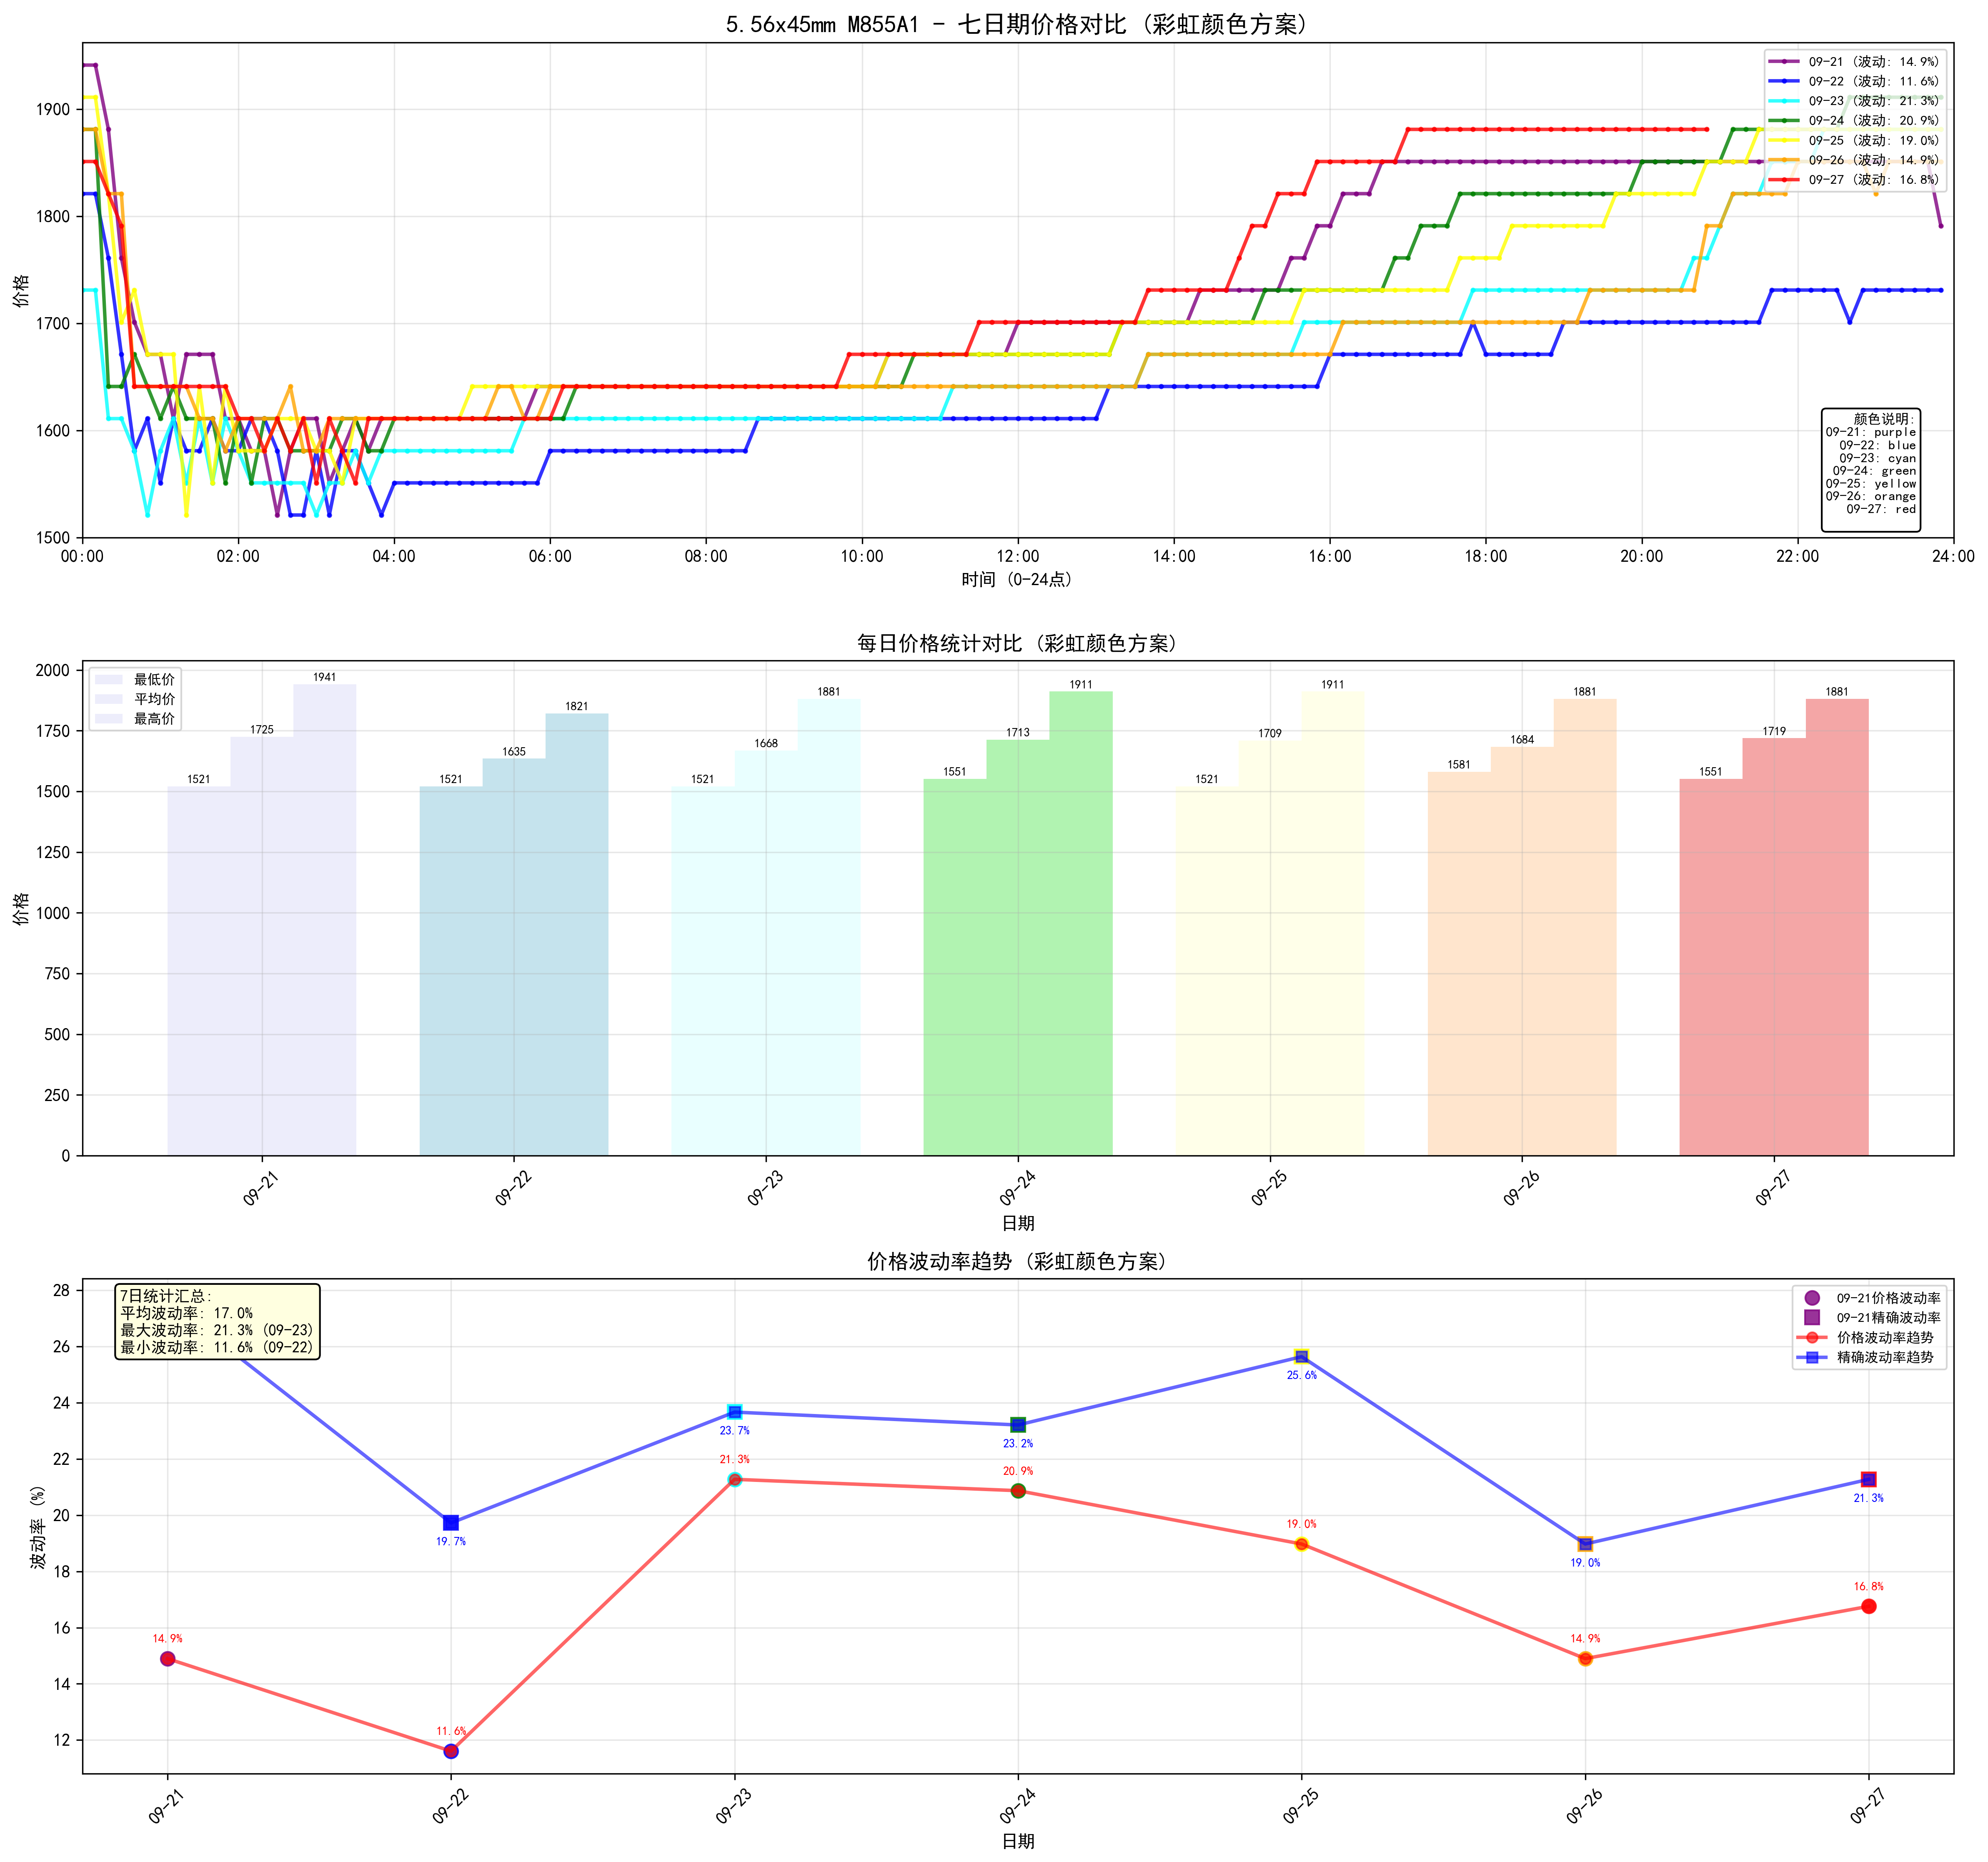 5.56x45mm M855A1 - 七日期价格对比 (彩虹颜色方案)
价格
1900
1800
1700
1600
1500
00:00 02:00 04:00 06:00 08:00 10:00 12:00 14:00 16:00 18:00 20:00 22:00 24:00
时间 (0-24点)
09-21 (波动: 14.9%)
09-22 (波动: 11.6%)
09-23 (波动: 21.3%)
09-24 (波动: 20.9%)
09-25 (波动: 19.0%)
09-26 (波动: 14.9%)
09-27 (波动: 16.8%)
颜色说明:
09-21: purple
09-22: blue
09-23: cyan
09-24: green
09-25: yellow
09-26: orange
09-27: red
每日价格统计对比 (彩虹颜色方案)
价格
2000
1750
1500
1250
1000
750
500
250
0
最低价
平均价
最高价
1521 1725 1941
1521 1635 1821
1521 1668 1881
1551 1713 1911
1521 1709 1911
1581 1684 1881
1551 1719 1881
09-21 09-22 09-23 09-24 09-25 09-26 09-27
日期
价格波动率趋势 (彩虹颜色方案)
波动率 (%)
28
26
24
22
20
18
16
14
12
7日统计汇总:
平均波动率: 17.0%
最大波动率: 21.3% (09-23)
最小波动率: 11.6% (09-22)
09-21价格波动率
09-21精确波动率
价格波动率趋势
精确波动率趋势
19.7% 23.7% 23.2% 25.6% 19.0% 21.3%
14.9% 11.6% 21.3% 20.9% 19.0% 14.9% 16.8%
09-21 09-22 09-23 09-24 09-25 09-26 09-27
日期